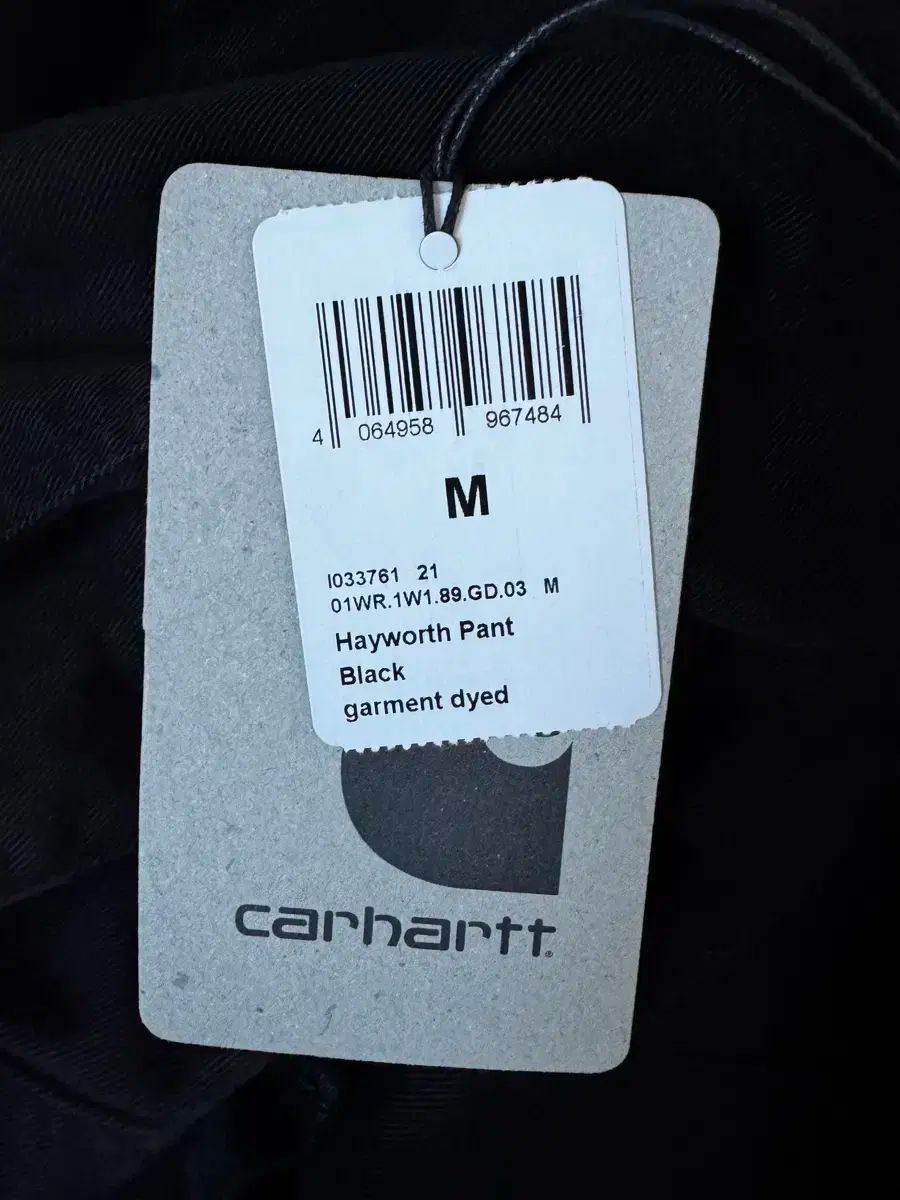 4 064958 967484
M
I033761 21
01WR.1W1.89.GD.03 M
Hayworth Pant
Black
garment dyed
carhartt®